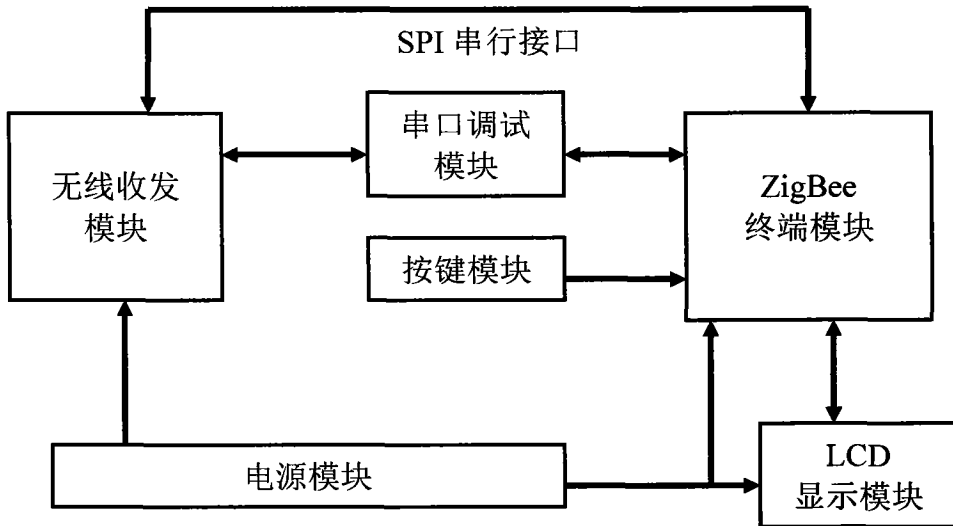 SPI 串行接口
串口调试
模块
无线收发
模块
ZigBee
终端模块
按键模块
电源模块
LCD
显示模块